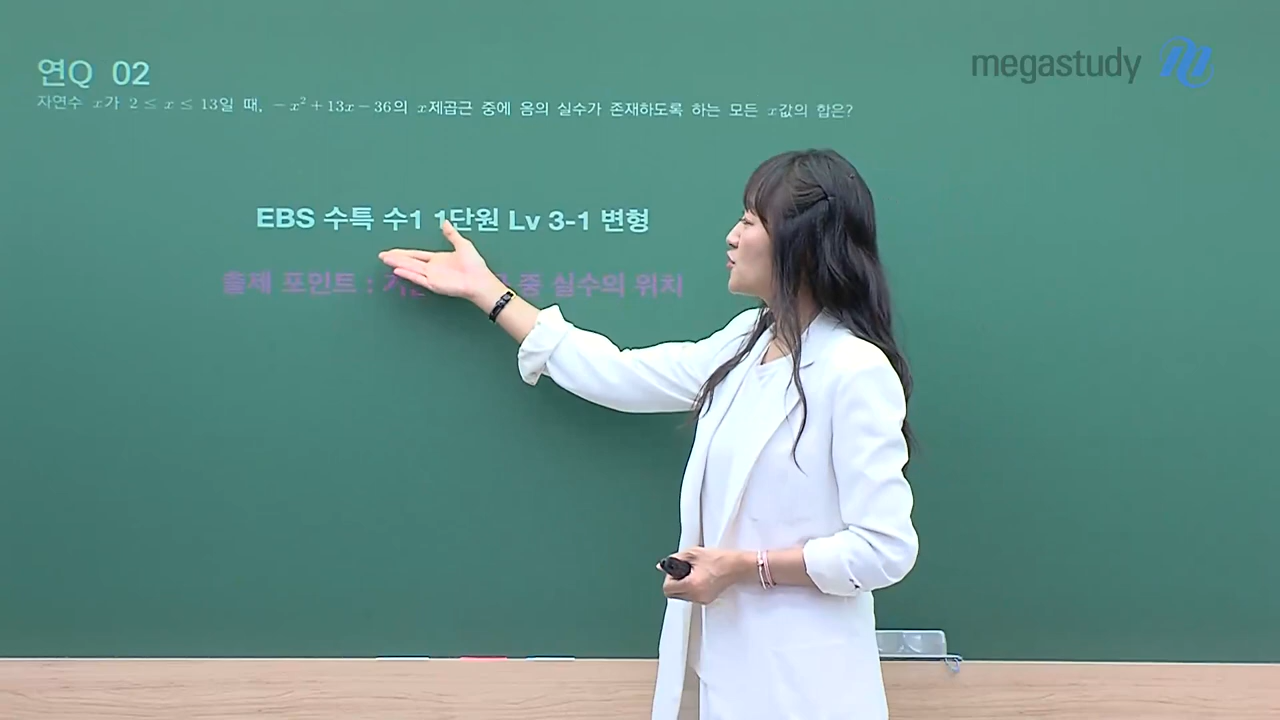 megastudy
연Q 02
자연수 x가 2 ≤ x ≤ 13일 때, −x²+13x−36의 x제곱근 중에 음의 실수가 존재하도록 하는 모든 x값의 합은?
EBS 수특 수1 1단원 Lv 3-1 변형
출제 포인트 : 중 실수의 위치